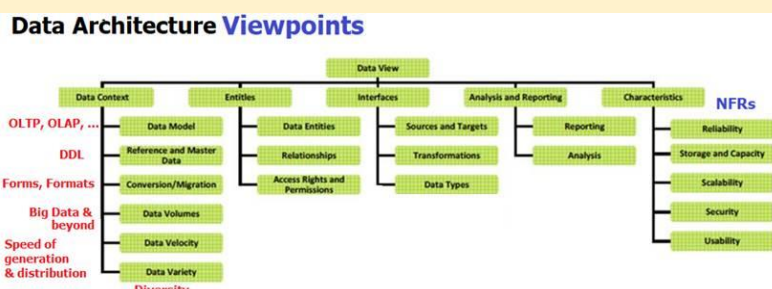 Data Architecture Viewpoints
Data View
Data Context
Entitles
Interfaces
Analysis and Reporting
Characteristics
NFRs
OLTP, OLAP, ...
Data Model
Data Entities
Sources and Targets
Reporting
Reliability
DDL
Reference and Master
Data
Relationships
Transformations
Analysis
Storage and Capacity
Forms, Formats
Conversion/Migration
Access Rights and
Permissions
Data Types
Scalability
Big Data &
beyond
Data Volumes
Security
Speed of
generation
& distribution
Data Velocity
Usability
Data Variety
Diversity